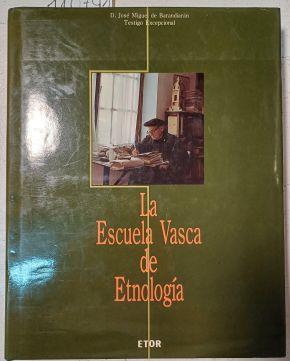 D. José Miguel de Barandiarán
Testigo Excepcional
La
Escuela Vasca
de
Etnología
ETOR